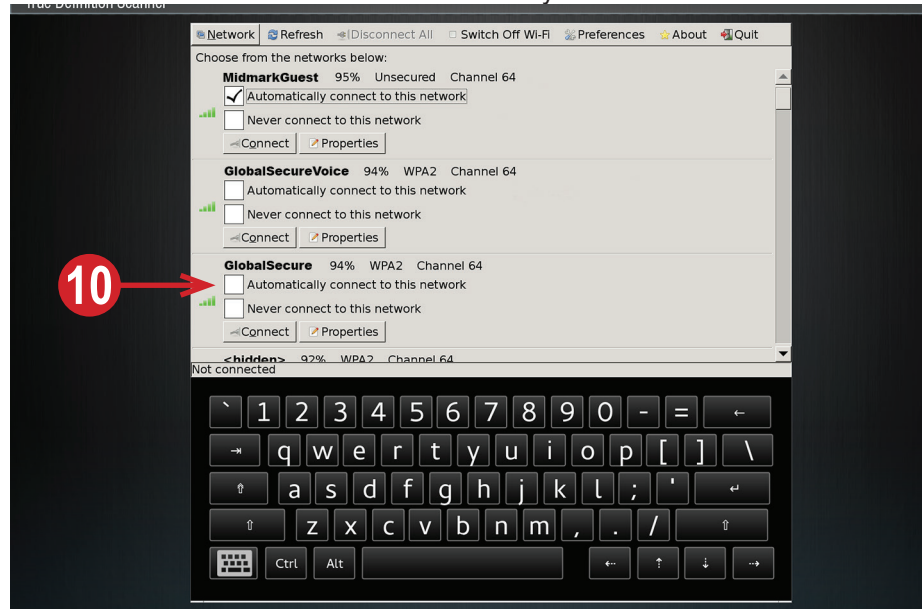 True Definition Scanner
Network Refresh Disconnect All Switch Off Wi-Fi Preferences About Quit
Choose from the networks below:
MidmarkGuest 95% Unsecured Channel 64
Automatically connect to this network
Never connect to this network
Connect Properties
GlobalSecureVoice 94% WPA2 Channel 64
Automatically connect to this network
Never connect to this network
Connect Properties
GlobalSecure 94% WPA2 Channel 64
10
Automatically connect to this network
Never connect to this network
Connect Properties
<hidden> 92% WPA2 Channel 64
Not connected
` 1 2 3 4 5 6 7 8 9 0 - = ←
⇥ q w e r t y u i o p [ ] \
⇧ a s d f g h j k l ; ' ↵
⇧ z x c v b n m , . / ⇧
Ctrl Alt ← ↑ ↓ →